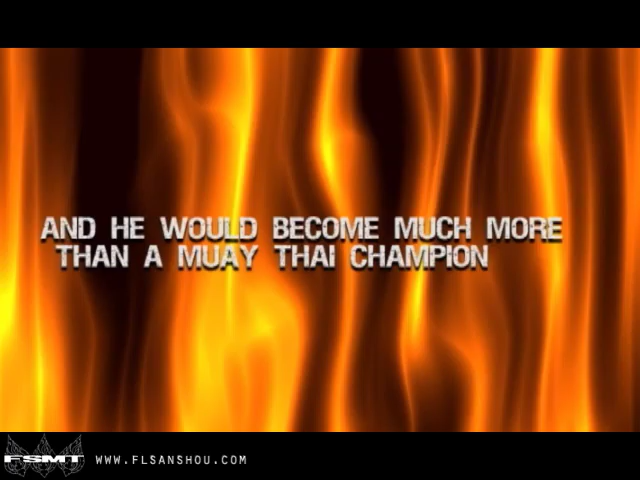 AND HE WOULD BECOME MUCH MORE
THAN A MUAY THAI CHAMPION
FSMT WWW.FLSANSHOU.COM